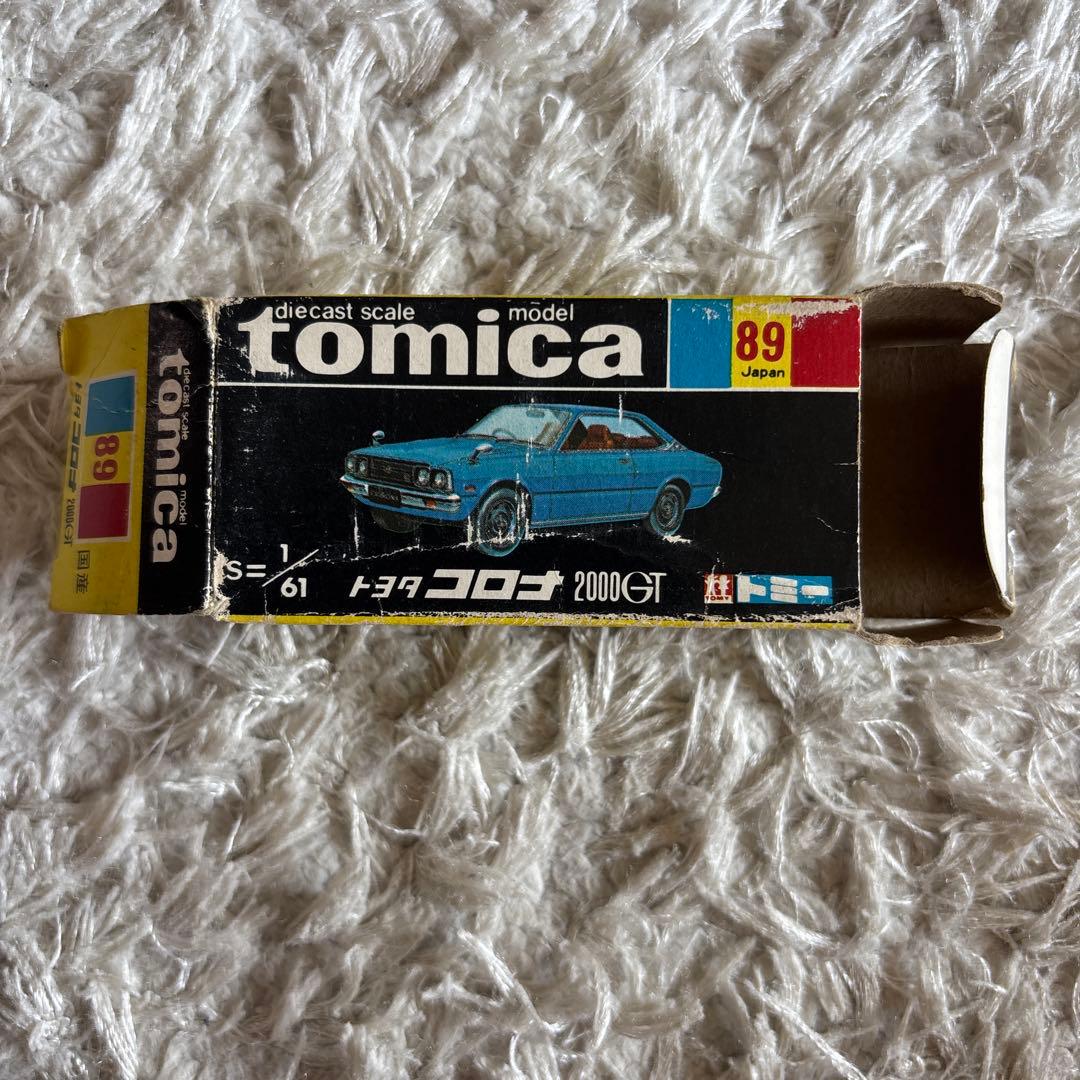 diecast scale model
tomica
89
Japan
S=1/61
トヨタ コロナ 2000GT
TOMY
トミー
diecast scale model
tomica
89
トヨタ コロナ 2000GT 国産